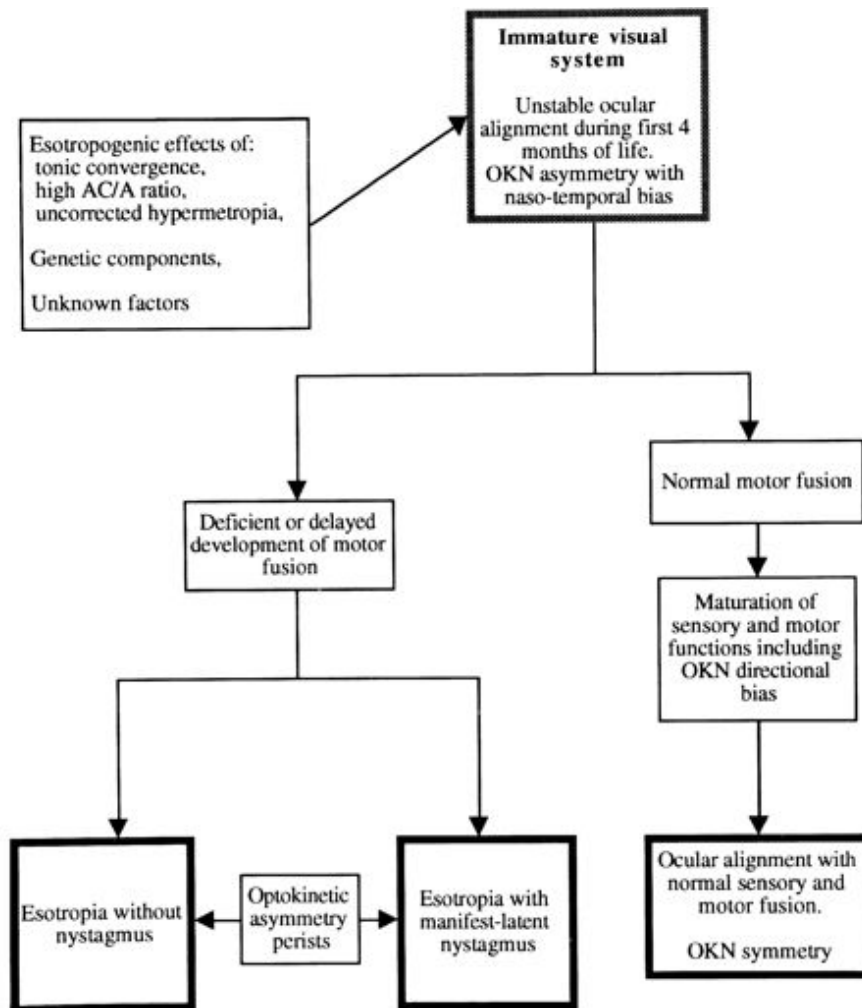 Immature visual
system
Unstable ocular
alignment during first 4
months of life.
OKN asymmetry with
naso-temporal bias
Esotropogenic effects of:
tonic convergence,
high AC/A ratio,
uncorrected hypermetropia,
Genetic components,
Unknown factors
Deficient or delayed
development of motor
fusion
Normal motor fusion
Maturation of
sensory and motor
functions including
OKN directional
bias
Esotropia without
nystagmus
Optokinetic
asymmetry
perists
Esotropia with
manifest-latent
nystagmus
Ocular alignment with
normal sensory and
motor fusion.
OKN symmetry